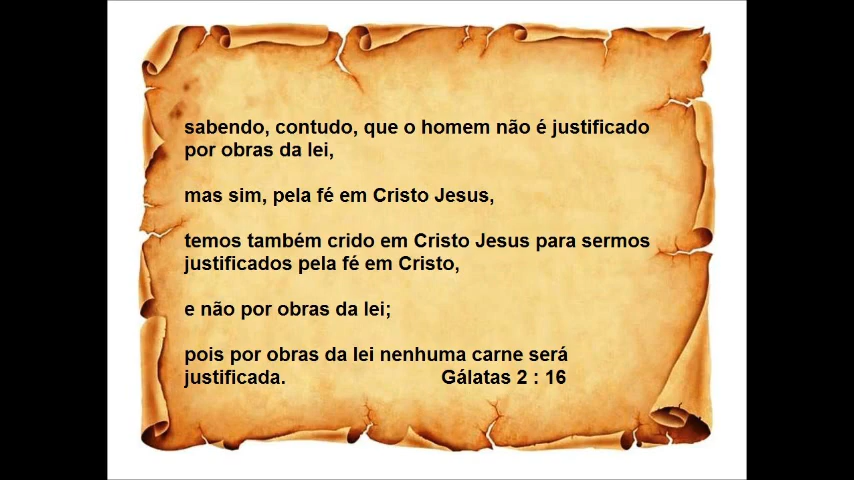 sabendo, contudo, que o homem não é justificado
por obras da lei,
mas sim, pela fé em Cristo Jesus,
temos também crido em Cristo Jesus para sermos
justificados pela fé em Cristo,
e não por obras da lei;
pois por obras da lei nenhuma carne será
justificada. Gálatas 2 : 16